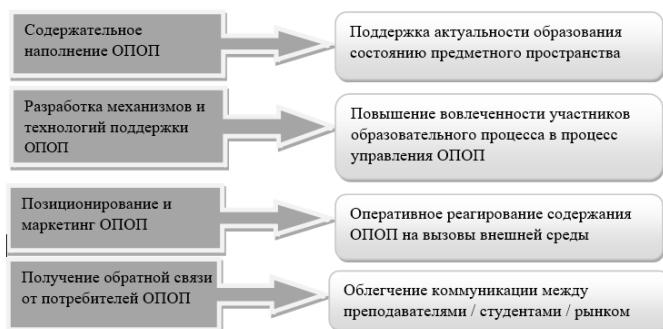 Содержательное
наполнение ОПОП
Поддержка актуальности образования
состоянию предметного пространства
Разработка механизмов и
технологий поддержки
ОПОП
Повышение вовлеченности участников
образовательного процесса в процесс
управления ОПОП
Позиционирование и
маркетинг ОПОП
Оперативное реагирование содержания
ОПОП на вызовы внешней среды
Получение обратной связи
от потребителей ОПОП
Облегчение коммуникации между
преподавателями / студентами / рынком